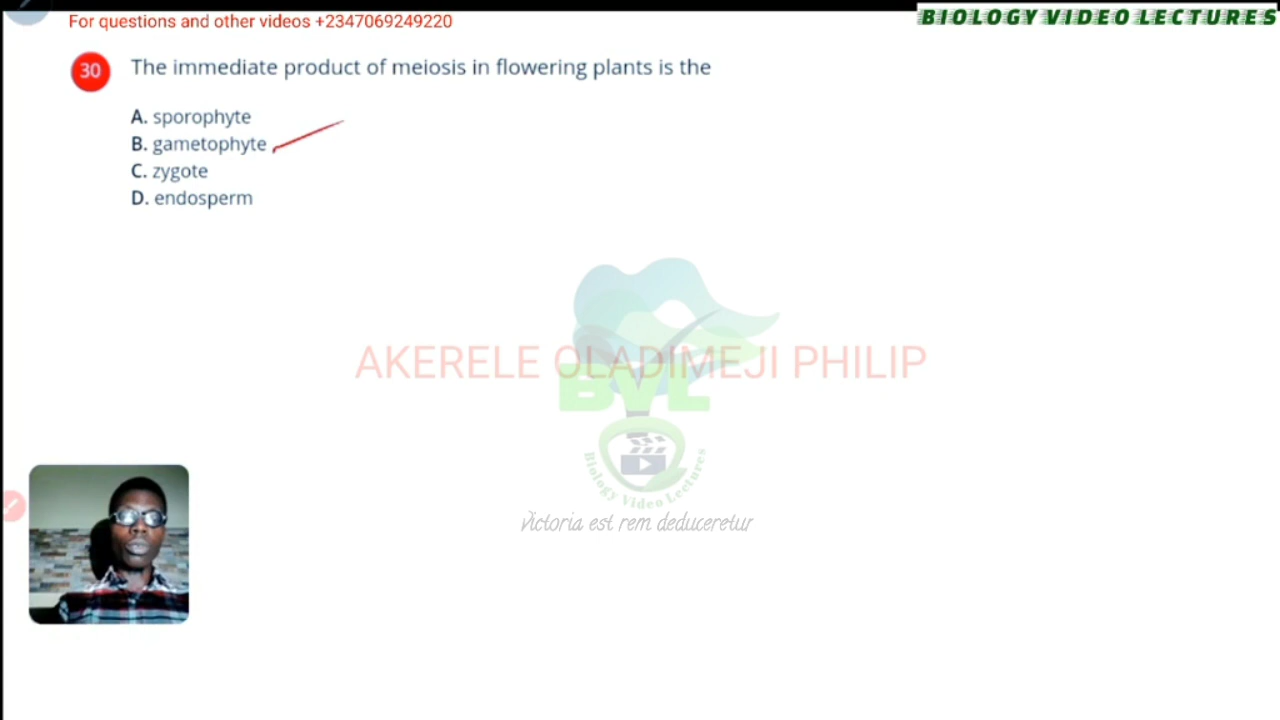 For questions and other videos +2347069249220
BIOLOGY VIDEO LECTURES
30 The immediate product of meiosis in flowering plants is the
A. sporophyte
B. gametophyte
C. zygote
D. endosperm
AKERELE OLADIMEJI PHILIP
BVL
Biology Video Lectures
Victoria est rem deduceretur